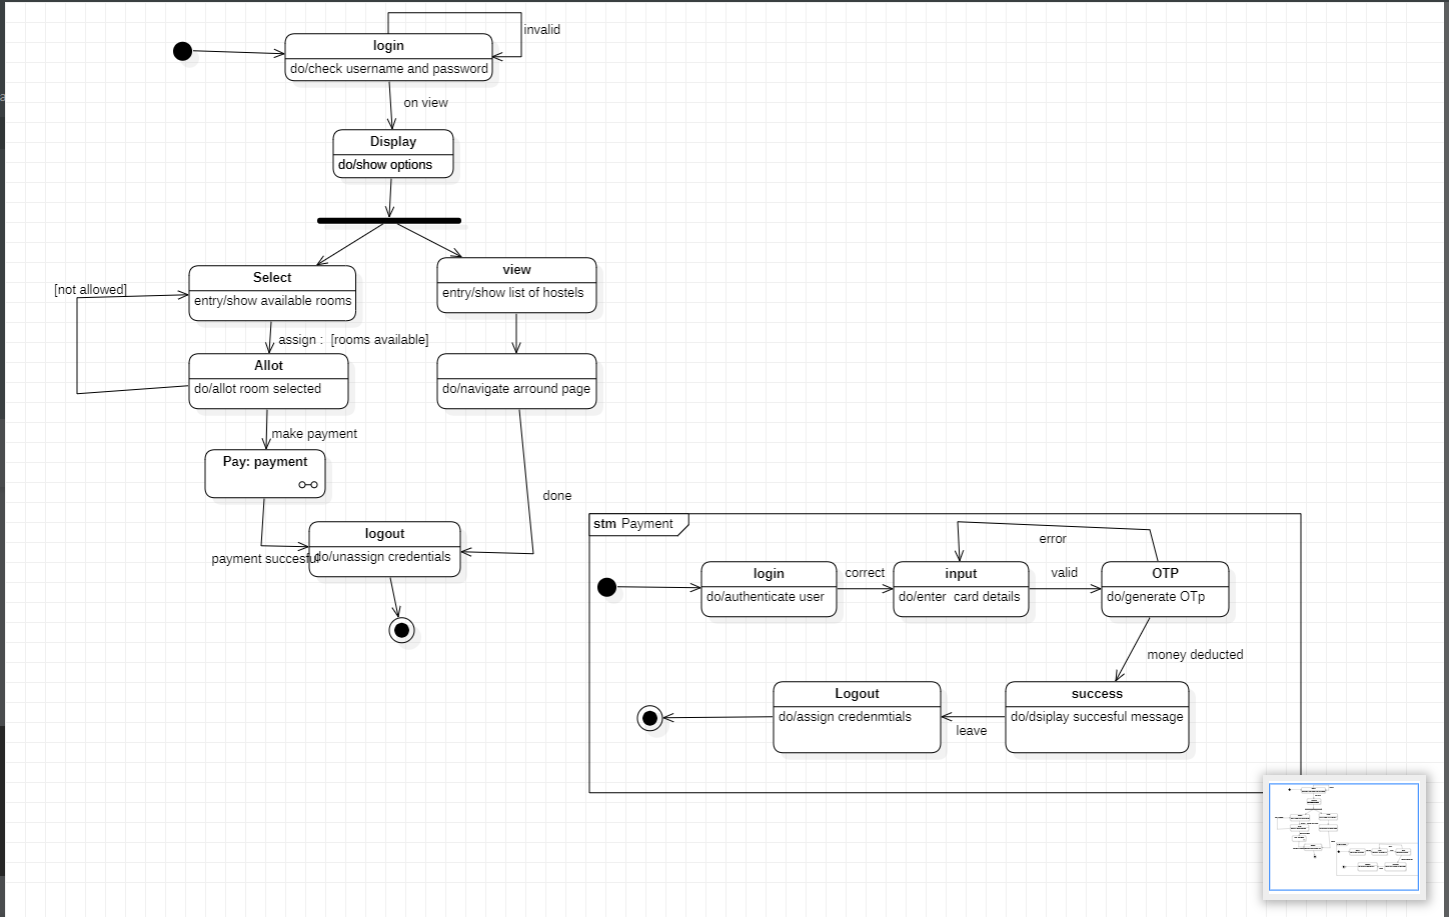 invalid
login
do/check username and password
on view
Display
do/show options
Select
entry/show available rooms
view
entry/show list of hostels
[not allowed]
assign : [rooms available]
Allot
do/allot room selected
do/navigate arround page
make payment
Pay: payment
done
logout
do/unassign credentials
payment succesful
stm Payment
error
login
do/authenticate user
correct
input
do/enter card details
valid
OTP
do/generate OTp
money deducted
Logout
do/assign credenmtials
leave
success
do/dsiplay succesful message